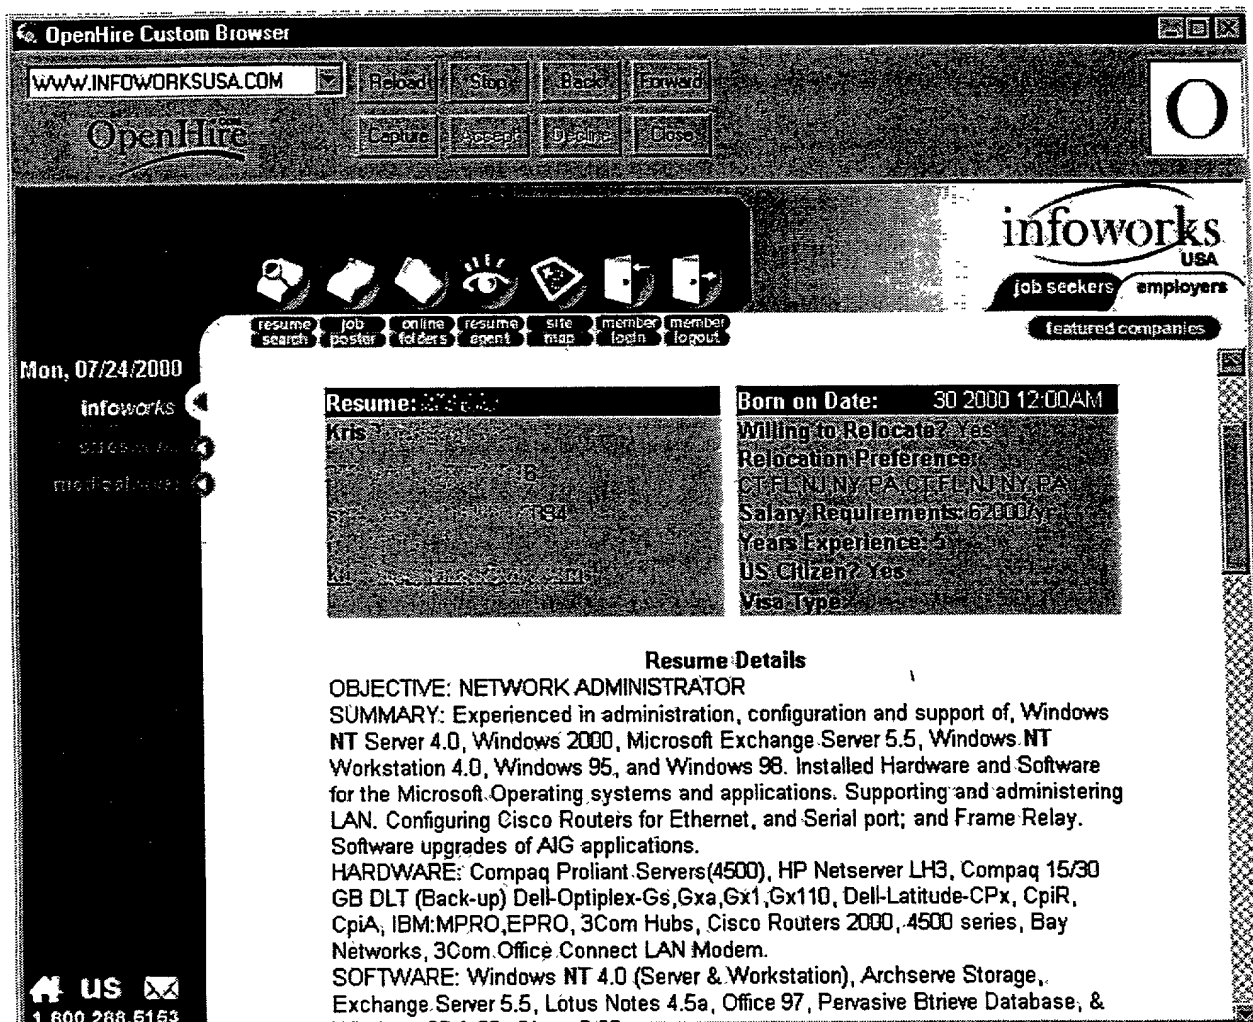 OpenHire Custom Browser
WWW.INFOWORKSUSA.COM
Reload Stop Back Forward
OpenHire .com
Capture Accept Decline Close
O
infoworks
USA
job seekers employers
resume search job poster online folders resume agent site map member login member logout
featured companies
Mon, 07/24/2000
infoworks
Resume:
Kris
Born on Date: 30 2000 12:00AM
Willing to Relocate? Yes
Relocation Preference:
CT,FL,NJ,NY,PA,CT,FL,NJ,NY,PA
Salary Requirements: 62000/yr
Years Experience: 5
US Citizen? Yes
Visa Type:
Resume Details
OBJECTIVE: NETWORK ADMINISTRATOR
SUMMARY: Experienced in administration, configuration and support of, Windows
NT Server 4.0, Windows 2000, Microsoft Exchange Server 5.5, Windows NT
Workstation 4.0, Windows 95, and Windows 98. Installed Hardware and Software
for the Microsoft Operating systems and applications. Supporting and administering
LAN. Configuring Cisco Routers for Ethernet, and Serial port; and Frame Relay.
Software upgrades of AIG applications.
HARDWARE: Compaq Proliant Servers(4500), HP Netserver LH3, Compaq 15/30
GB DLT (Back-up) Dell-Optiplex-Gs,Gxa,Gx1,Gx110, Dell-Latitude-CPx, CpiR,
CpiA, IBM:MPRO,EPRO, 3Com Hubs, Cisco Routers 2000, 4500 series, Bay
Networks, 3Com Office Connect LAN Modem.
SOFTWARE: Windows NT 4.0 (Server & Workstation), Archserve Storage,
Exchange Server 5.5, Lotus Notes 4.5a, Office 97, Pervasive Btrieve Database, &
us
1.800.288.5153